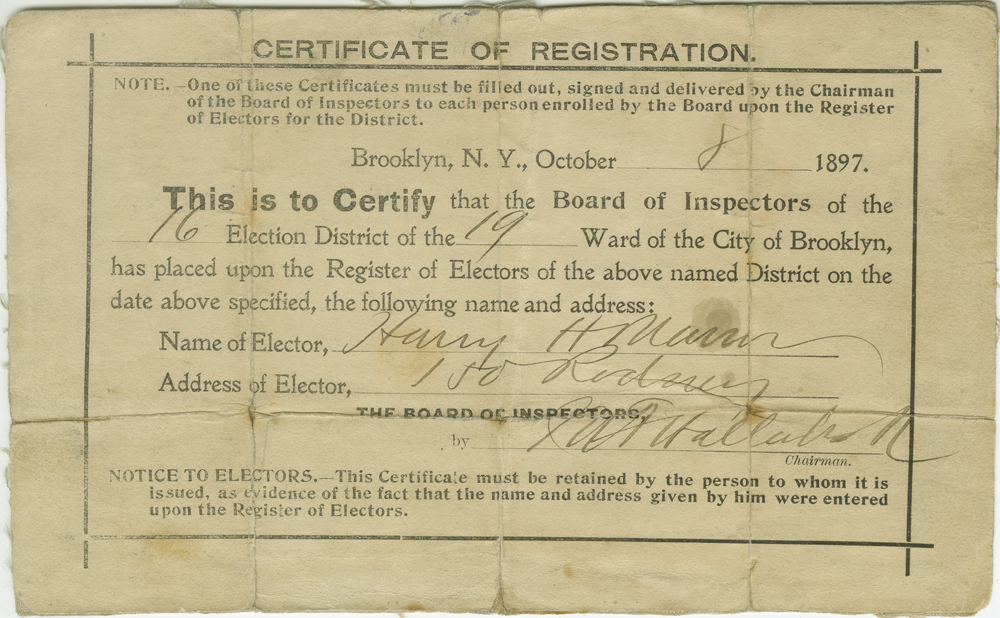 CERTIFICATE OF REGISTRATION.
NOTE.—One of these Certificates must be filled out, signed and delivered by the Chairman
of the Board of Inspectors to each person enrolled by the Board upon the Register
of Electors for the District.
Brooklyn, N. Y., October 8 1897.
This is to Certify that the Board of Inspectors of the
16 Election District of the 19 Ward of the City of Brooklyn,
has placed upon the Register of Electors of the above named District on the
date above specified, the following name and address:
Name of Elector, Harry H
Address of Elector, 150 Rodney
THE BOARD OF INSPECTORS,
by
Chairman.
NOTICE TO ELECTORS.—This Certificate must be retained by the person to whom it is
issued, as evidence of the fact that the name and address given by him were entered
upon the Register of Electors.